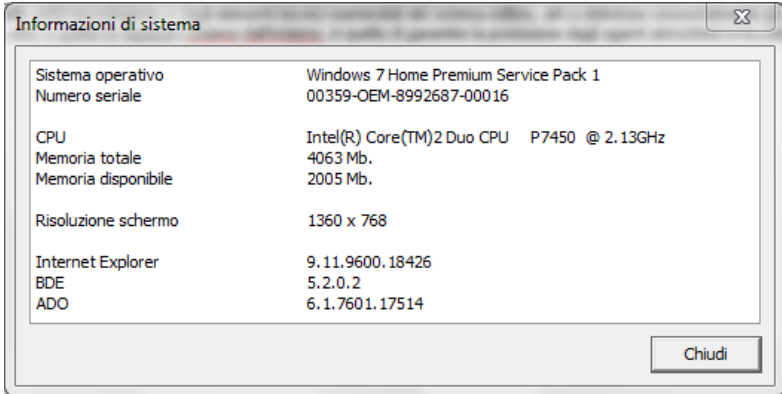 Informazioni di sistema
Sistema operativo Windows 7 Home Premium Service Pack 1
Numero seriale 00359-OEM-8992687-00016
CPU Intel(R) Core(TM)2 Duo CPU P7450 @ 2.13GHz
Memoria totale 4063 Mb.
Memoria disponibile 2005 Mb.
Risoluzione schermo 1360 x 768
Internet Explorer 9.11.9600.18426
BDE 5.2.0.2
ADO 6.1.7601.17514
Chiudi